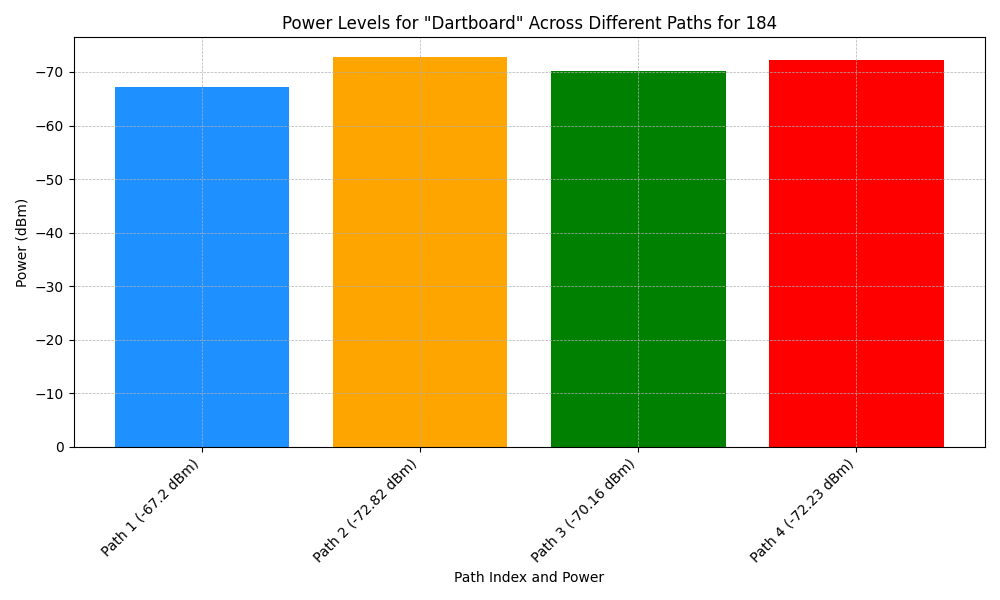 Power Levels for "Dartboard" Across Different Paths for 184
Power (dBm)
−70
−60
−50
−40
−30
−20
−10
0
Path 1 (-67.2 dBm)
Path 2 (-72.82 dBm)
Path 3 (-70.16 dBm)
Path 4 (-72.23 dBm)
Path Index and Power